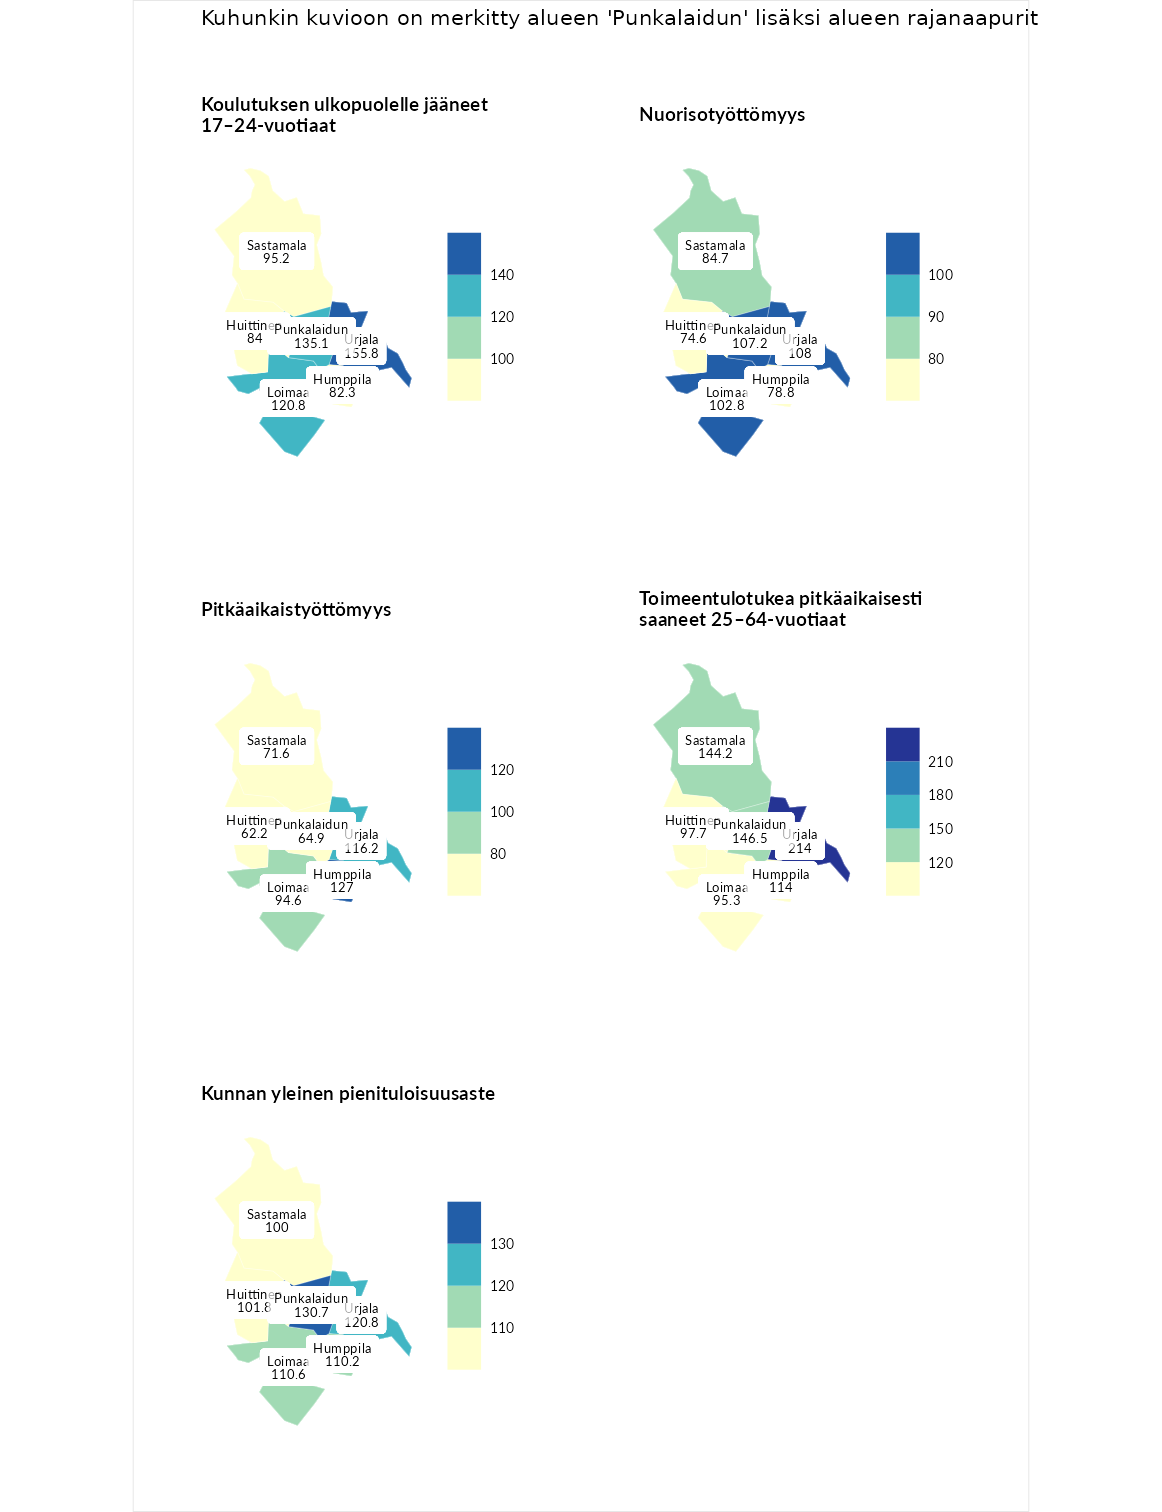 Kuhunkin kuvioon on merkitty alueen 'Punkalaidun' lisäksi alueen rajanaapurit
Koulutuksen ulkopuolelle jääneet
17–24-vuotiaat
Sastamala
95.2
Huittinen
84
Punkalaidun
135.1
Urjala
155.8
Humppila
82.3
Loimaa
120.8
140
120
100
Nuorisotyöttömyys
Sastamala
84.7
Huittinen
74.6
Punkalaidun
107.2
Urjala
108
Humppila
78.8
Loimaa
102.8
100
90
80
Pitkäaikaistyöttömyys
Sastamala
71.6
Huittinen
62.2
Punkalaidun
64.9
Urjala
116.2
Humppila
127
Loimaa
94.6
120
100
80
Toimeentulotukea pitkäaikaisesti
saaneet 25–64-vuotiaat
Sastamala
144.2
Huittinen
97.7
Punkalaidun
146.5
Urjala
214
Humppila
114
Loimaa
95.3
210
180
150
120
Kunnan yleinen pienituloisuusaste
Sastamala
100
Huittinen
101.8
Punkalaidun
130.7
Urjala
120.8
Humppila
110.2
Loimaa
110.6
130
120
110